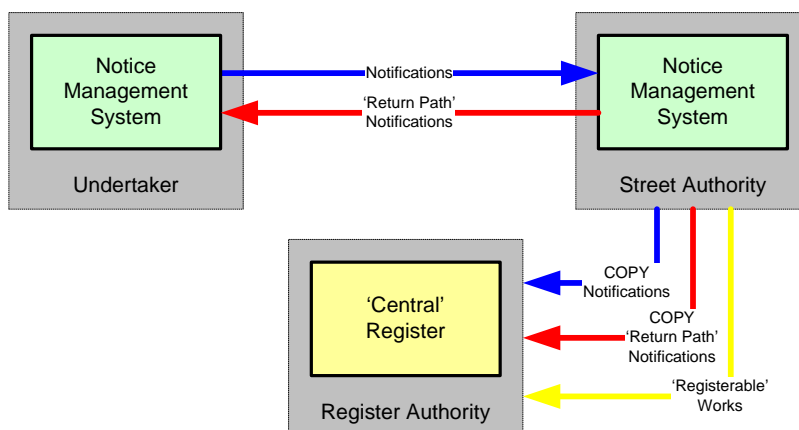 Notice
Management
System
Undertaker
Notifications
‘Return Path’
Notifications
Notice
Management
System
Street Authority
‘Central’
Register
Register Authority
COPY
Notifications
COPY
‘Return Path’
Notifications
‘Registerable’
Works